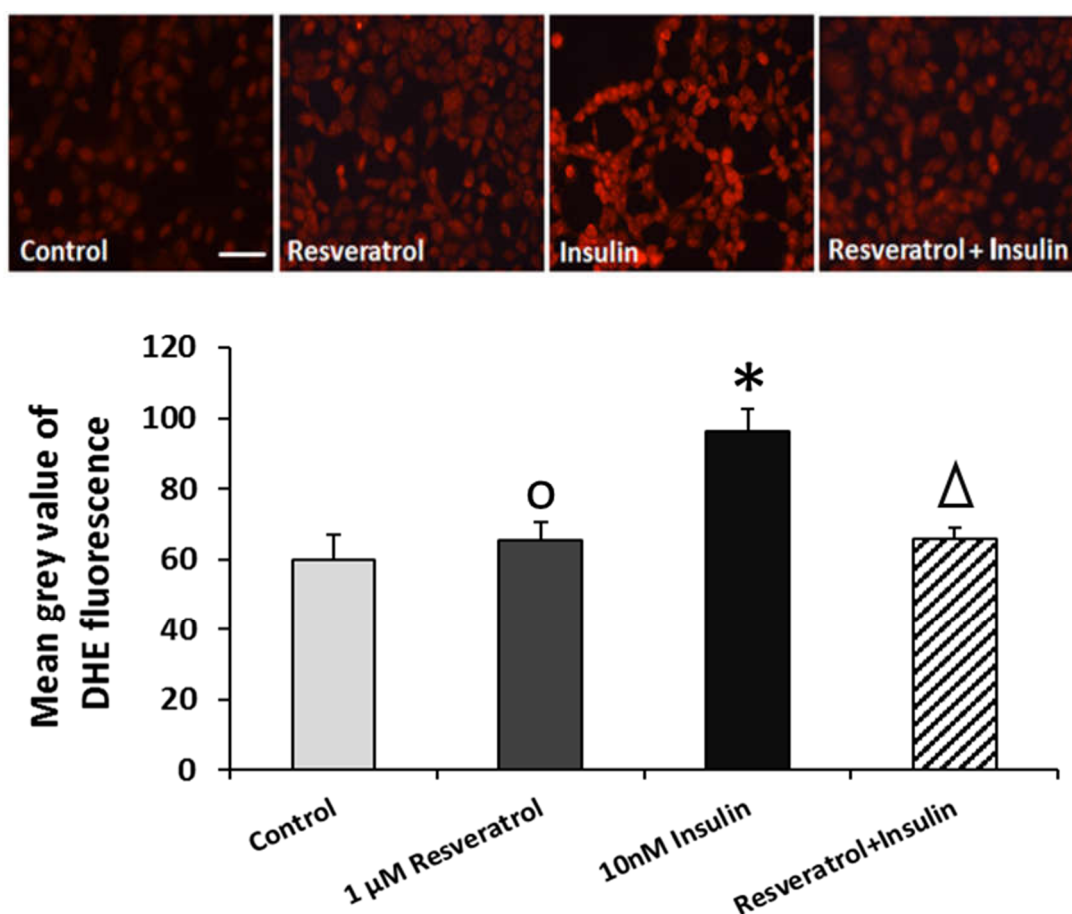 Control
Resveratrol
Insulin
Resveratrol + Insulin
Mean grey value of
DHE fluorescence
120
100
80
60
40
20
0
O
*
Δ
Control
1 µM Resveratrol
10nM Insulin
Resveratrol+Insulin